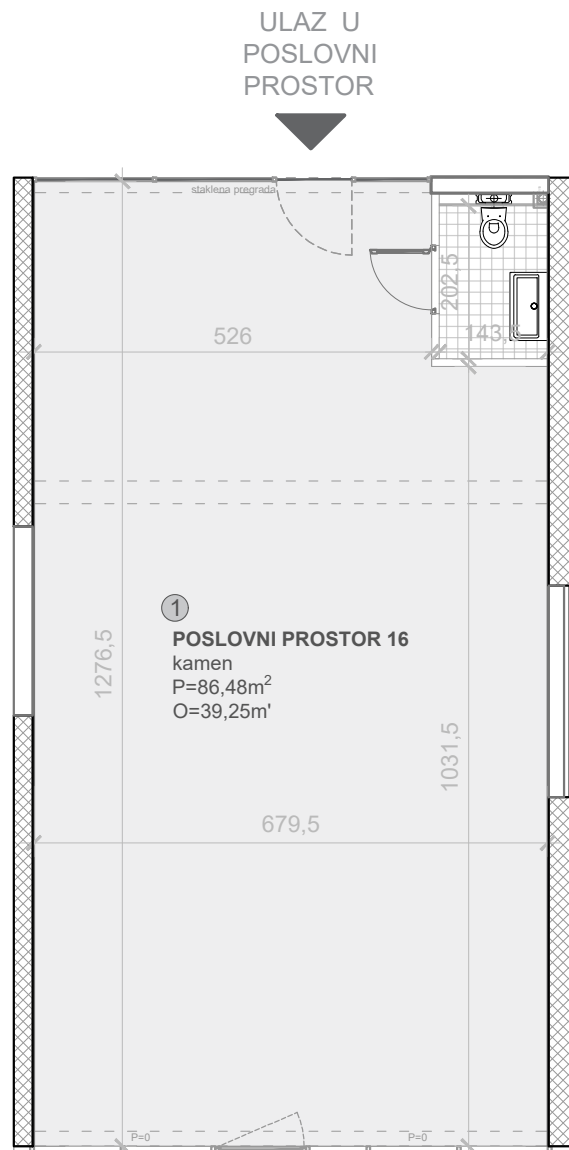 ULAZ U
POSLOVNI
PROSTOR
staklena pregrada
202.5
526
143,5
1
POSLOVNI PROSTOR 16
kamen
P=86,48m²
O=39,25m'
1276,5
1031,5
679,5
P=0
P=0